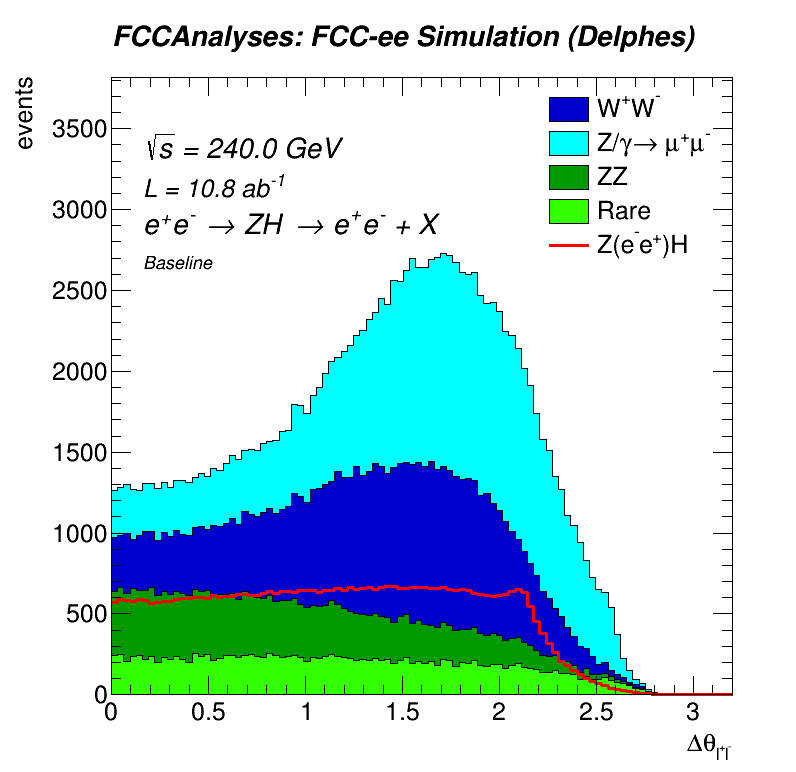 FCCAnalyses: FCC-ee Simulation (Delphes)
events
√s = 240.0 GeV
L = 10.8 ab⁻¹
e⁺e⁻ → ZH → e⁺e⁻ + X
Baseline
W⁺W⁻
Z/γ→ μ⁺μ⁻
ZZ
Rare
Z(e⁻e⁺)H
3500
3000
2500
2000
1500
1000
500
0
0 0.5 1 1.5 2 2.5 3
Δθ_l⁺l⁻